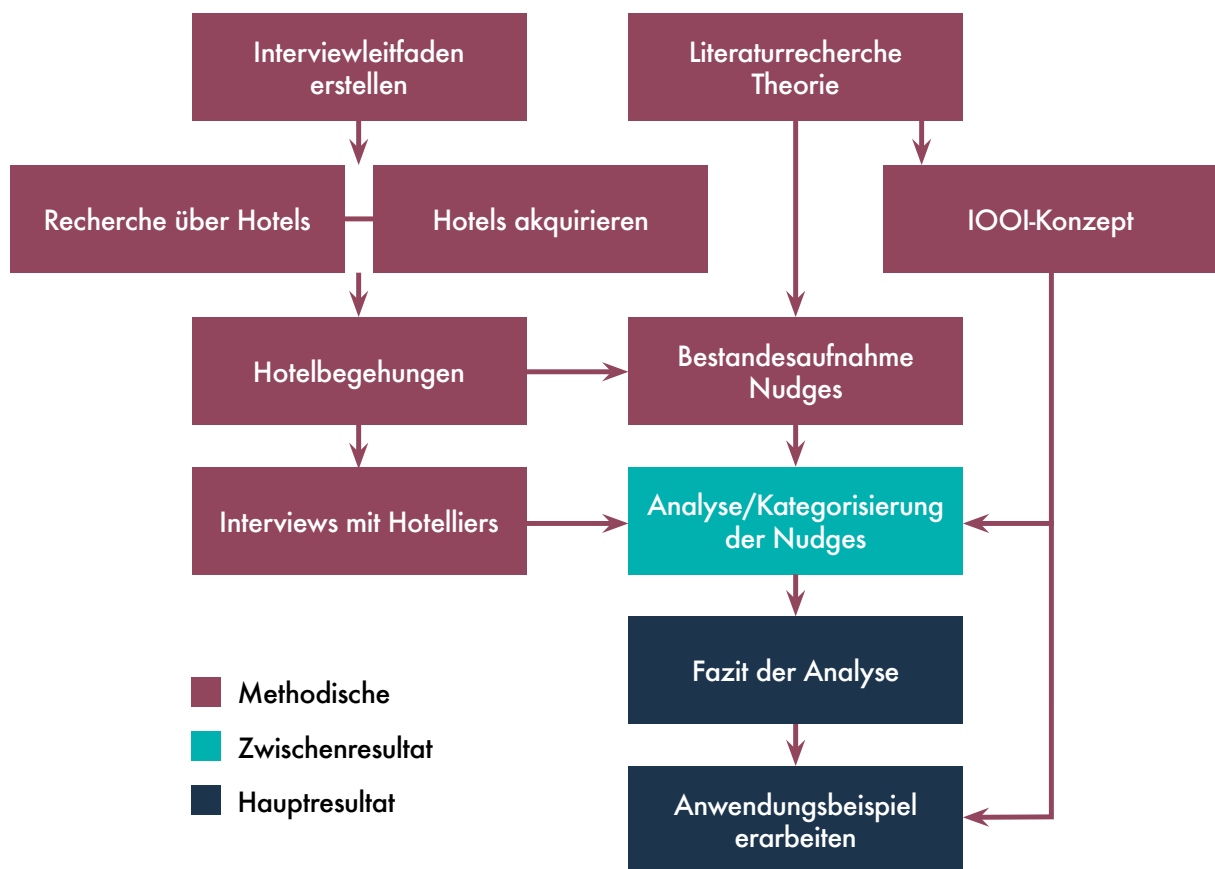 Interviewleitfaden
erstellen
Literaturrecherche
Theorie
Recherche über Hotels
Hotels akquirieren
IOOI-Konzept
Hotelbegehungen
Bestandesaufnahme
Nudges
Interviews mit Hotelliers
Analyse/Kategorisierung
der Nudges
Fazit der Analyse
Methodische
Zwischenresultat
Hauptresultat
Anwendungsbeispiel
erarbeiten